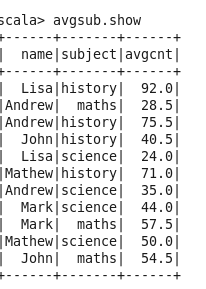 scala> avgsub.show
+------+-------+------+
|  name|subject|avgcnt|
+------+-------+------+
|  Lisa|history|  92.0|
|Andrew|  maths|  28.5|
|Andrew|history|  75.5|
|  John|history|  40.5|
|  Lisa|science|  24.0|
|Mathew|history|  71.0|
|Andrew|science|  35.0|
|  Mark|science|  44.0|
|  Mark|  maths|  57.5|
|Mathew|science|  50.0|
|  John|  maths|  54.5|
+------+-------+------+